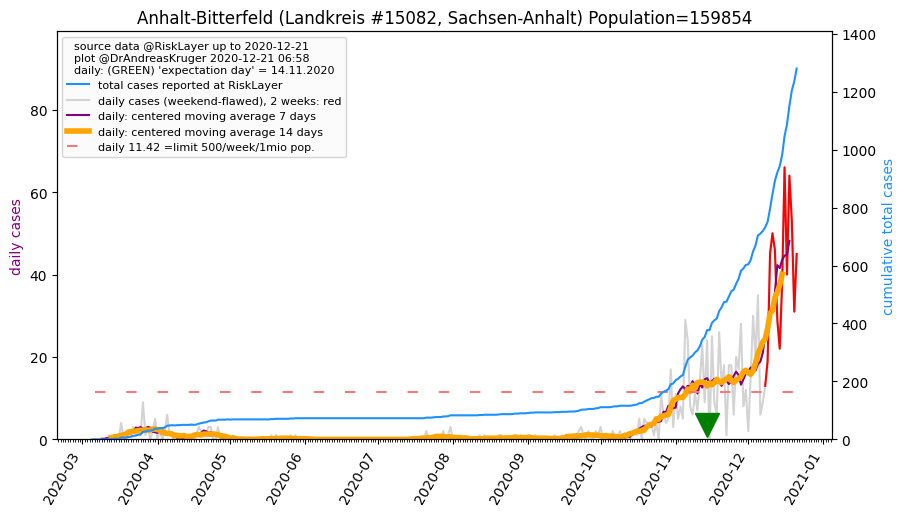 Anhalt-Bitterfeld (Landkreis #15082, Sachsen-Anhalt) Population=159854
source data @RiskLayer up to 2020-12-21
plot @DrAndreasKruger 2020-12-21 06:58
daily: (GREEN) 'expectation day' = 14.11.2020
total cases reported at RiskLayer
daily cases (weekend-flawed), 2 weeks: red
daily: centered moving average 7 days
daily: centered moving average 14 days
daily 11.42 =limit 500/week/1mio pop.
daily cases
80
60
40
20
0
cumulative total cases
1400
1200
1000
800
600
400
200
0
2020-03
2020-04
2020-05
2020-06
2020-07
2020-08
2020-09
2020-10
2020-11
2020-12
2021-01